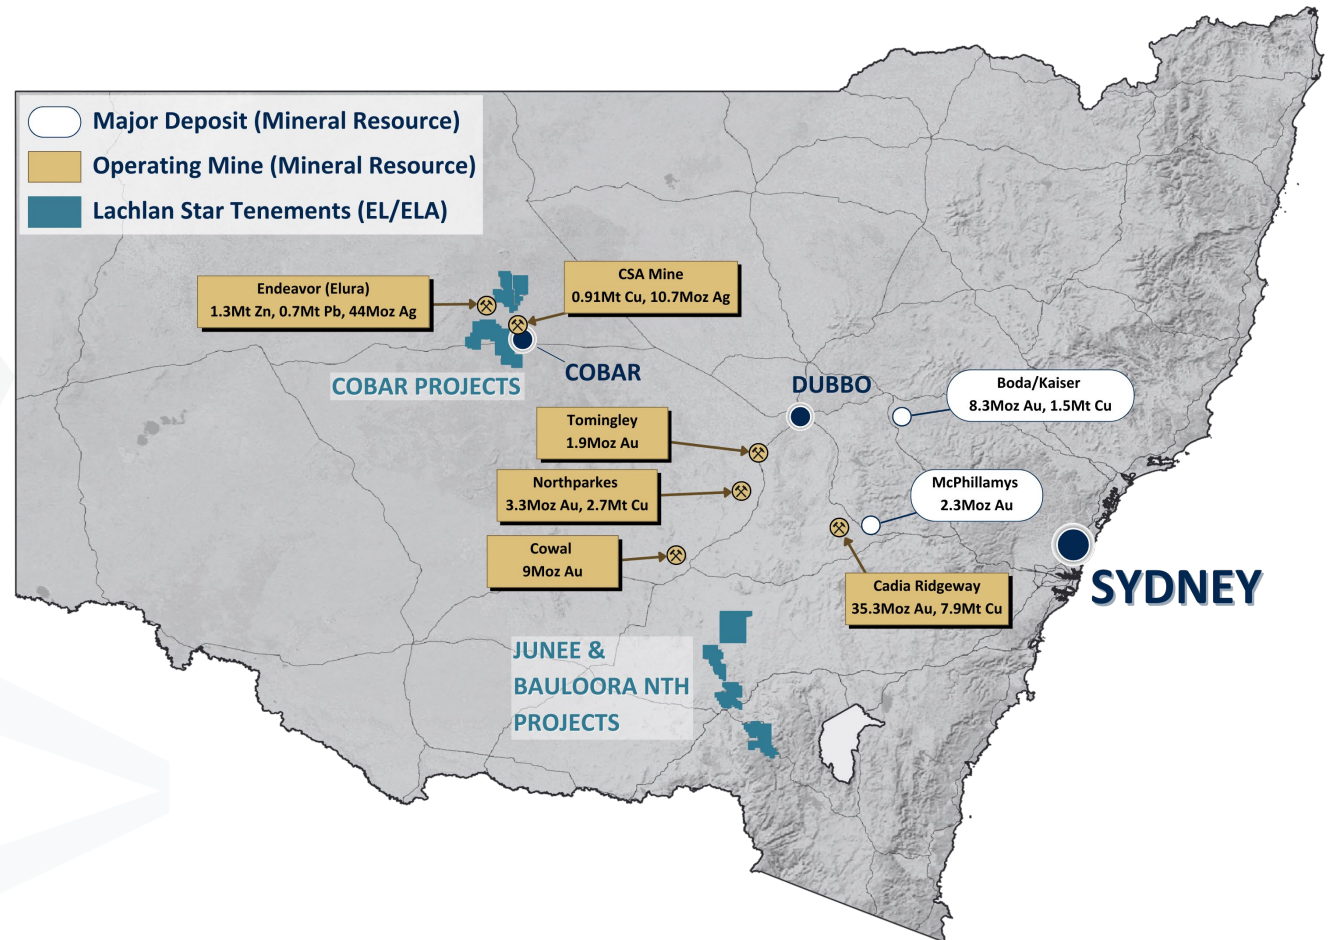 Major Deposit (Mineral Resource)
Operating Mine (Mineral Resource)
Lachlan Star Tenements (EL/ELA)
Endeavor (Elura)
1.3Mt Zn, 0.7Mt Pb, 44Moz Ag
CSA Mine
0.91Mt Cu, 10.7Moz Ag
COBAR PROJECTS
COBAR
DUBBO
Boda/Kaiser
8.3Moz Au, 1.5Mt Cu
Tomingley
1.9Moz Au
Northparkes
3.3Moz Au, 2.7Mt Cu
McPhillamys
2.3Moz Au
Cowal
9Moz Au
Cadia Ridgeway
35.3Moz Au, 7.9Mt Cu
SYDNEY
JUNEE &
BAULOORA NTH
PROJECTS